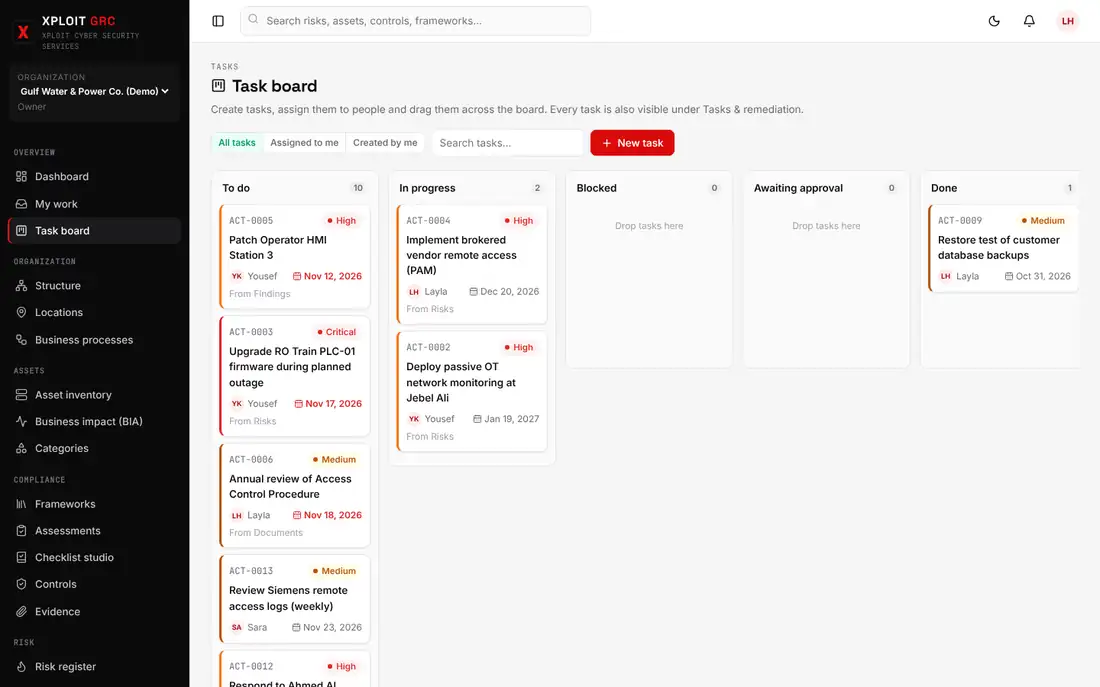 XPLOIT GRC
XPLOIT CYBER SECURITY
SERVICES
ORGANIZATION
Gulf Water & Power Co. (Demo)
Owner
OVERVIEW
Dashboard
My work
Task board
ORGANIZATION
Structure
Locations
Business processes
ASSETS
Asset inventory
Business impact (BIA)
Categories
COMPLIANCE
Frameworks
Assessments
Checklist studio
Controls
Evidence
RISK
Risk register
Search risks, assets, controls, frameworks...
LH
TASKS
Task board
Create tasks, assign them to people and drag them across the board. Every task is also visible under Tasks & remediation.
All tasks
Assigned to me
Created by me
Search tasks...
+ New task
To do 10
ACT-0005 High
Patch Operator HMI
Station 3
YK Yousef Nov 12, 2026
From Findings
ACT-0003 Critical
Upgrade RO Train PLC-01
firmware during planned
outage
YK Yousef Nov 17, 2026
From Risks
ACT-0006 Medium
Annual review of Access
Control Procedure
LH Layla Nov 18, 2026
From Documents
ACT-0013 Medium
Review Siemens remote
access logs (weekly)
SA Sara Nov 23, 2026
ACT-0012 High
Respond to Ahmed Al
In progress 2
ACT-0004 High
Implement brokered
vendor remote access
(PAM)
LH Layla Dec 20, 2026
From Risks
ACT-0002 High
Deploy passive OT
network monitoring at
Jebel Ali
YK Yousef Jan 19, 2027
From Risks
Blocked 0
Drop tasks here
Awaiting approval 0
Drop tasks here
Done 1
ACT-0009 Medium
Restore test of customer
database backups
LH Layla Oct 31, 2026